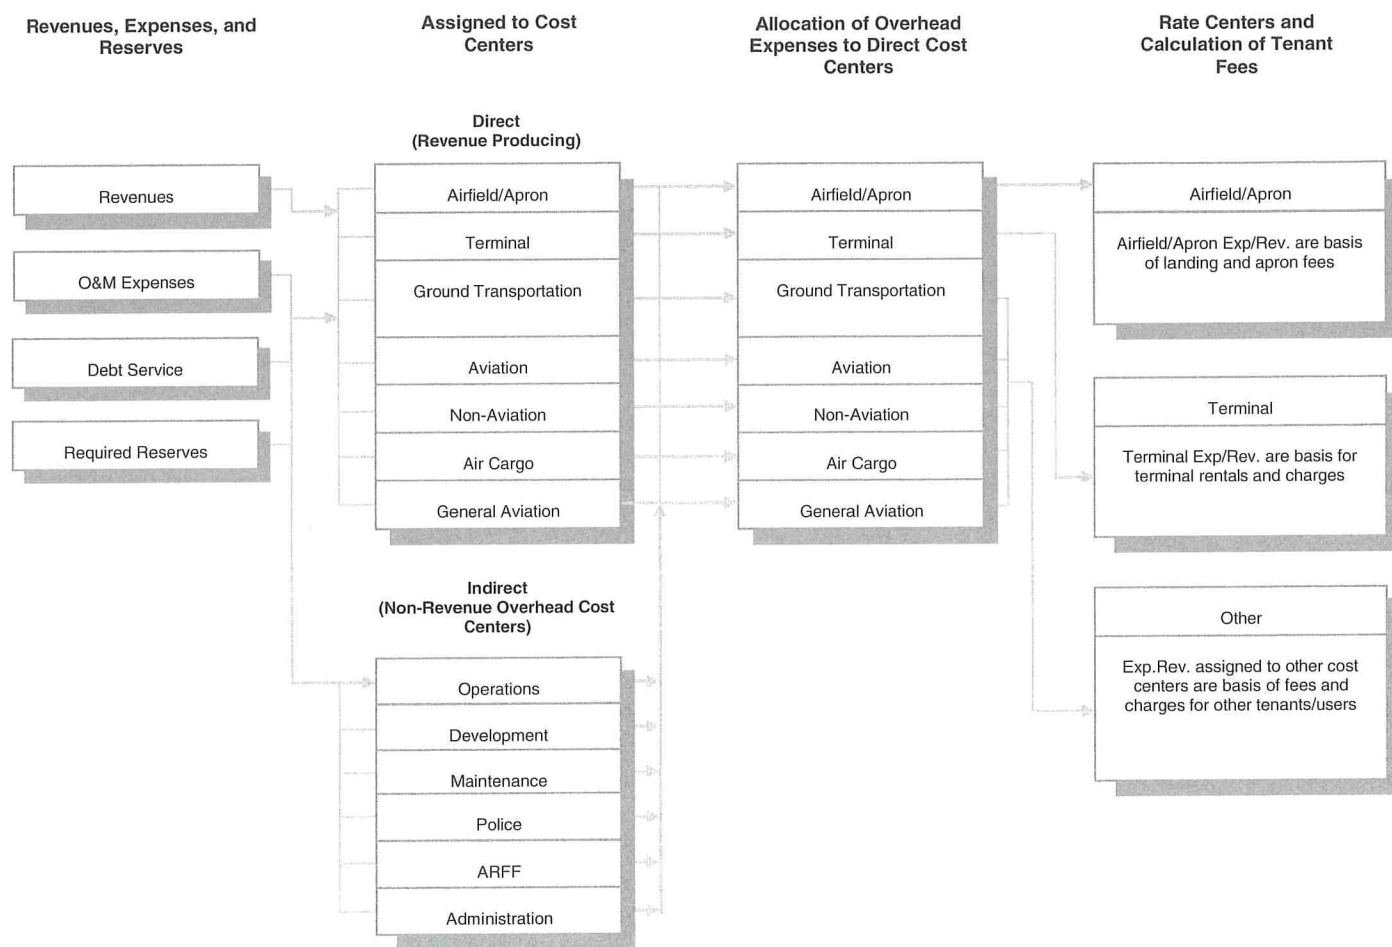 Revenues, Expenses, and
Reserves
Assigned to Cost
Centers
Allocation of Overhead
Expenses to Direct Cost
Centers
Rate Centers and
Calculation of Tenant
Fees
Direct
(Revenue Producing)
Revenues
O&M Expenses
Debt Service
Required Reserves
Airfield/Apron
Terminal
Ground Transportation
Aviation
Non-Aviation
Air Cargo
General Aviation
Indirect
(Non-Revenue Overhead Cost
Centers)
Operations
Development
Maintenance
Police
ARFF
Administration
Airfield/Apron
Terminal
Ground Transportation
Aviation
Non-Aviation
Air Cargo
General Aviation
Airfield/Apron
Airfield/Apron Exp/Rev. are basis
of landing and apron fees
Terminal
Terminal Exp/Rev. are basis for
terminal rentals and charges
Other
Exp.Rev. assigned to other cost
centers are basis of fees and
charges for other tenants/users